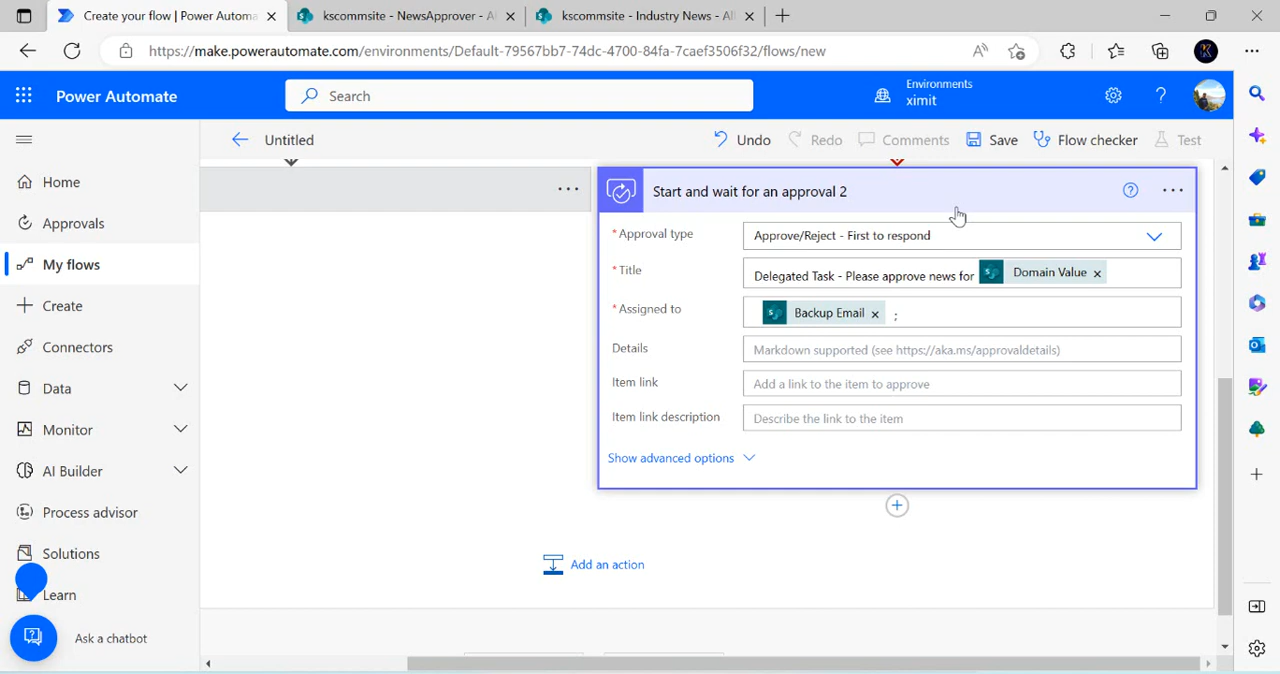 Create your flow | Power Automa
kscommsite - NewsApprover - Al
kscommsite - Industry News - All
https://make.powerautomate.com/environments/Default-79567bb7-74dc-4700-84fa-7caef3506f32/flows/new
Power Automate
Search
Environments
ximit
Untitled
Undo
Redo
Comments
Save
Flow checker
Test
Home
Approvals
My flows
Create
Connectors
Data
Monitor
AI Builder
Process advisor
Solutions
Learn
Ask a chatbot
Start and wait for an approval 2
* Approval type
Approve/Reject - First to respond
* Title
Delegated Task - Please approve news for Domain Value ×
* Assigned to
Backup Email × ;
Details
Markdown supported (see https://aka.ms/approvaldetails)
Item link
Add a link to the item to approve
Item link description
Describe the link to the item
Show advanced options
Add an action